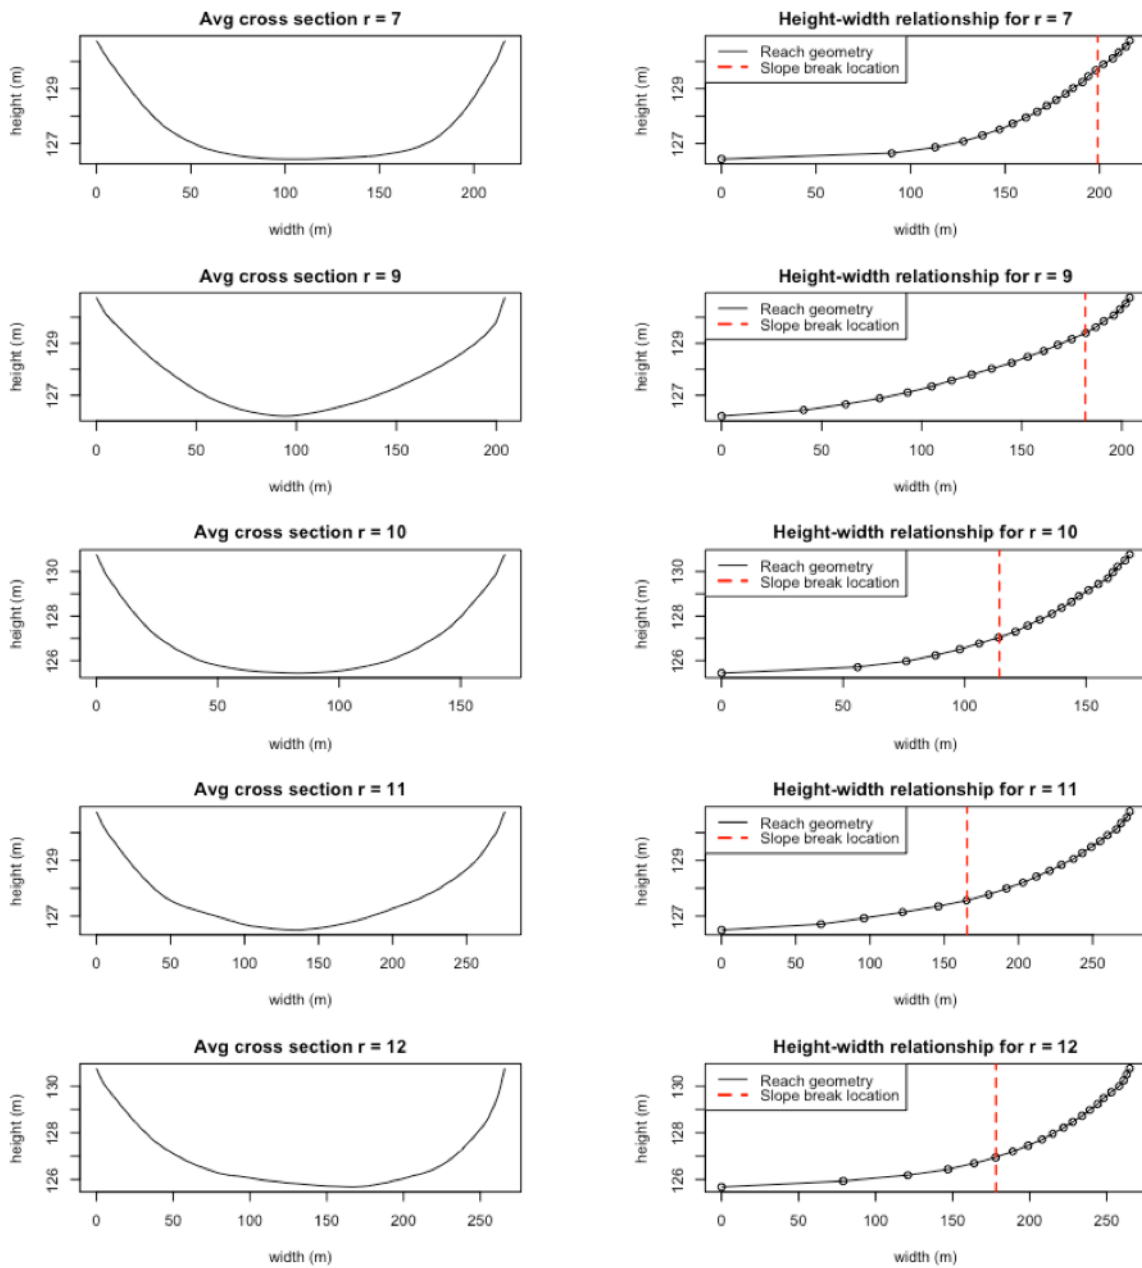 Avg cross section r = 7
height (m)
129
127
0 50 100 150 200
width (m)
Height-width relationship for r = 7
Reach geometry
Slope break location
height (m)
129
127
0 50 100 150 200
width (m)
Avg cross section r = 9
height (m)
129
127
0 50 100 150 200
width (m)
Height-width relationship for r = 9
Reach geometry
Slope break location
height (m)
129
127
0 50 100 150 200
width (m)
Avg cross section r = 10
height (m)
130
128
126
0 50 100 150
width (m)
Height-width relationship for r = 10
Reach geometry
Slope break location
height (m)
130
128
126
0 50 100 150
width (m)
Avg cross section r = 11
height (m)
129
127
0 50 100 150 200 250
width (m)
Height-width relationship for r = 11
Reach geometry
Slope break location
height (m)
129
127
0 50 100 150 200 250
width (m)
Avg cross section r = 12
height (m)
130
128
126
0 50 100 150 200 250
width (m)
Height-width relationship for r = 12
Reach geometry
Slope break location
height (m)
130
128
126
0 50 100 150 200 250
width (m)